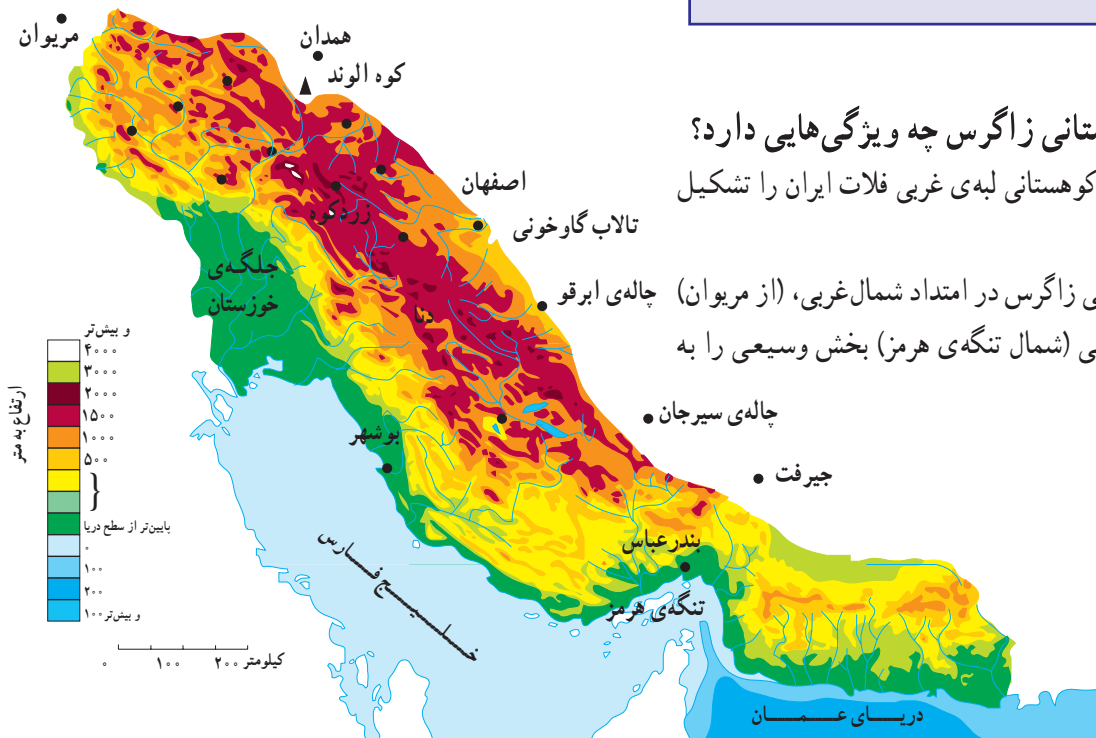 مریوان
همدان
کوه الوند
ستانی زاگرس چه ویژگی‌هایی دارد؟
کوهستانی لبه‌ی غربی فلات ایران را تشکیل
اصفهان
زردکوه
تالاب گاوخونی
جلگه‌ی
خوزستان
دنا
چاله‌ی ابرقو
ی زاگرس در امتداد شمال‌غربی، (از مریوان)
ی (شمال تنگه‌ی هرمز) بخش وسیعی را به
چاله‌ی سیرجان
بوشهر
جیرفت
بندرعباس
تنگه‌ی هرمز
خلیج فارس
دریای عمان
ارتفاع به متر
و بیش‌تر
۴۰۰۰
۳۰۰۰
۲۰۰۰
۱۵۰۰
۱۰۰۰
۵۰۰
پایین‌تر از سطح دریا
۰
۱۰۰
۲۰۰
۱۰۰ و بیش‌تر
۰ ۱۰۰ ۲۰۰ کیلومتر